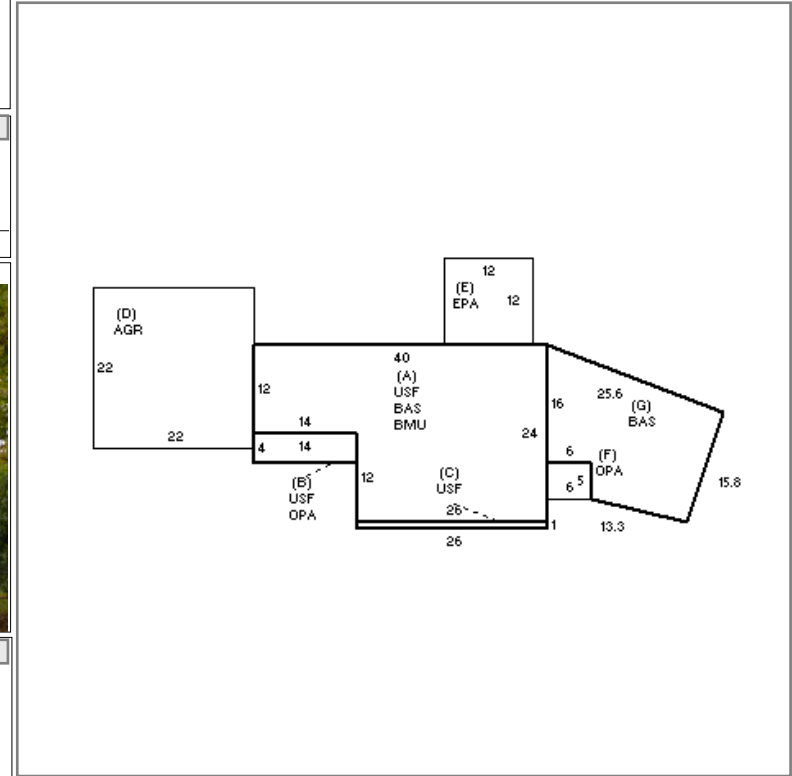 12
(E)
EPA
12
(D)
AGR
22
22
40
(A)
USF
BAS
BMU
12
14
14
4
(B)
USF
OPA
12
(C)
USF
26
26
24
1
16
25.6
(G)
BAS
6
(F)
OPA
5
6
15.8
13.3